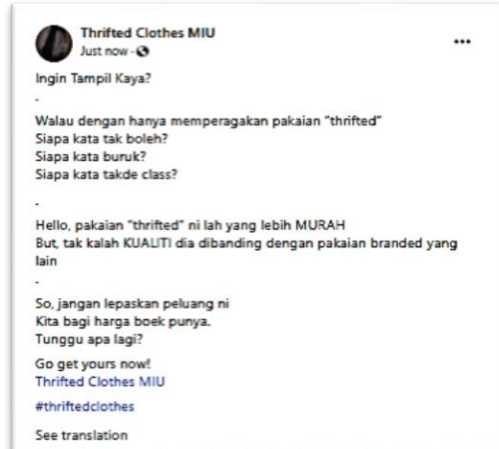 Thrifted Clothes MIU
Just now ·
Ingin Tampil Kaya?
.
Walau dengan hanya memperagakan pakaian "thrifted"
Siapa kata tak boleh?
Siapa kata buruk?
Siapa kata takde class?
.
Hello, pakaian "thrifted" ni lah yang lebih MURAH
But, tak kalah KUALITI dia dibanding dengan pakaian branded yang
lain
.
So, jangan lepaskan peluang ni
Kita bagi harga boek punya.
Tunggu apa lagi?
Go get yours now!
Thrifted Clothes MIU
#thriftedclothes
See translation